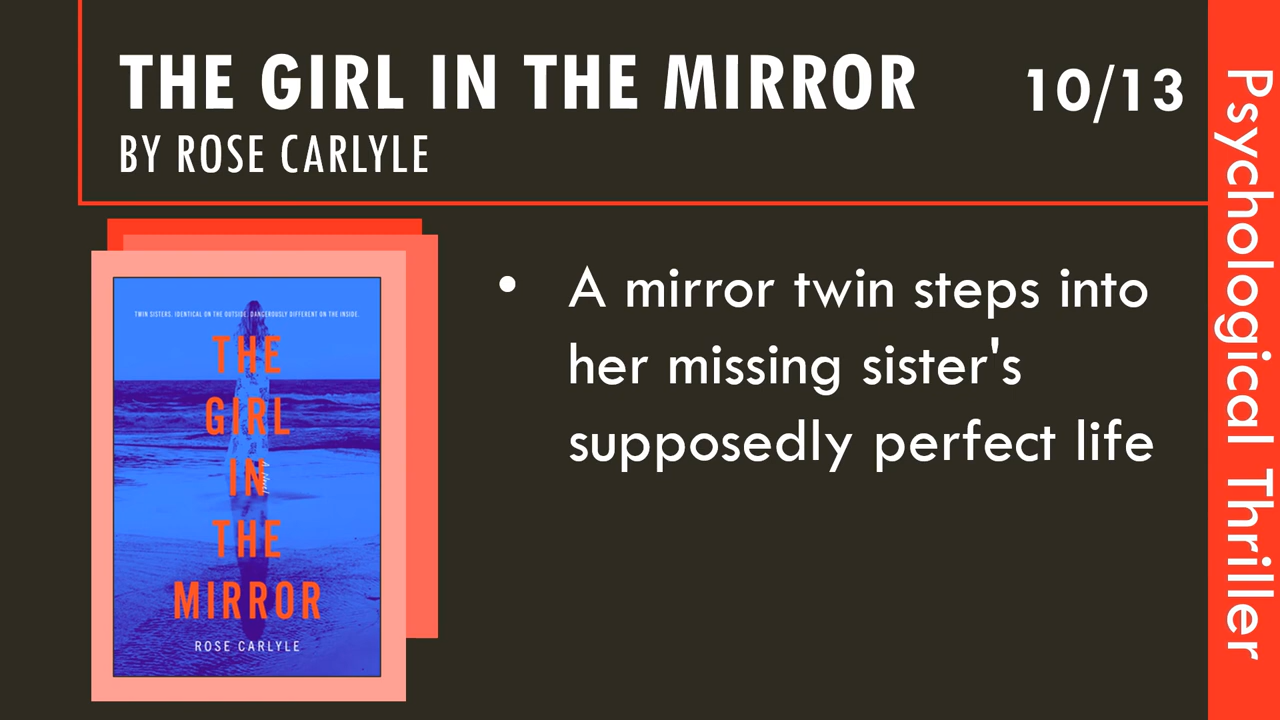 THE GIRL IN THE MIRROR
10/13
BY ROSE CARLYLE
Psychological Thriller
• A mirror twin steps into
her missing sister's
supposedly perfect life
TWIN SISTERS. IDENTICAL ON THE OUTSIDE. DANGEROUSLY DIFFERENT ON THE INSIDE.
THE
GIRL
IN
a novel
THE
MIRROR
ROSE CARLYLE